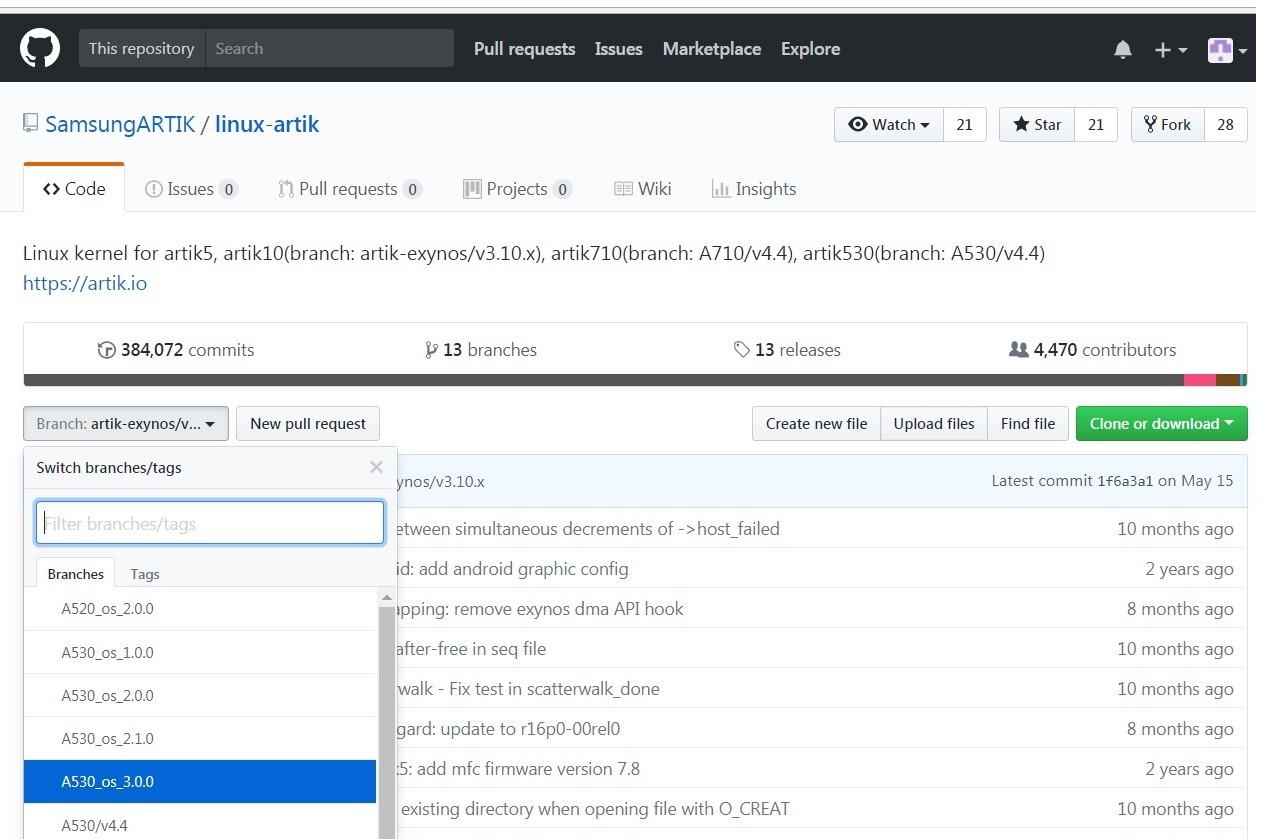 This repository Search Pull requests Issues Marketplace Explore
SamsungARTIK / linux-artik Watch 21 Star 21 Fork 28
Code Issues 0 Pull requests 0 Projects 0 Wiki Insights
Linux kernel for artik5, artik10(branch: artik-exynos/v3.10.x), artik710(branch: A710/v4.4), artik530(branch: A530/v4.4)
https://artik.io
384,072 commits 13 branches 13 releases 4,470 contributors
Branch: artik-exynos/v... New pull request Create new file Upload files Find file Clone or download
Switch branches/tags
Filter branches/tags
Branches Tags
A520_os_2.0.0
A530_os_1.0.0
A530_os_2.0.0
A530_os_2.1.0
A530_os_3.0.0
A530/v4.4
ynos/v3.10.x Latest commit 1f6a3a1 on May 15
etween simultaneous decrements of ->host_failed 10 months ago
id: add android graphic config 2 years ago
apping: remove exynos dma API hook 8 months ago
after-free in seq file 10 months ago
rwalk - Fix test in scatterwalk_done 10 months ago
gard: update to r16p0-00rel0 8 months ago
5: add mfc firmware version 7.8 2 years ago
existing directory when opening file with O_CREAT 10 months ago